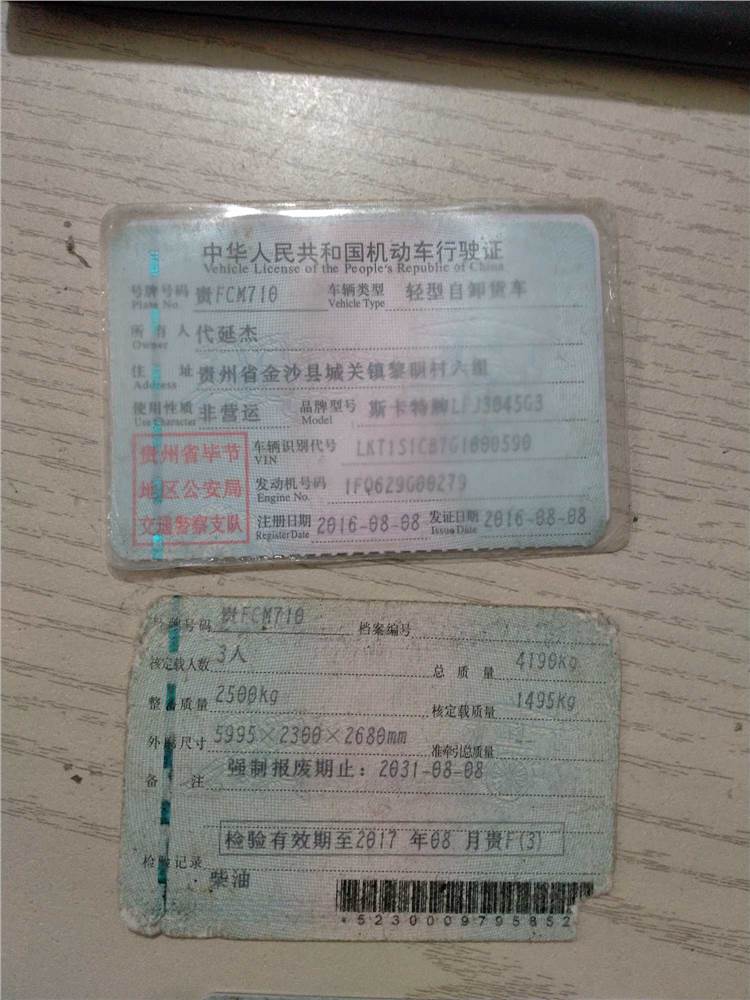 中华人民共和国机动车行驶证
Vehicle License of the People's Republic of China
号牌号码 贵FCM710 车辆类型 轻型自卸货车
Plate No. Vehicle Type
所有人 代延杰
Owner
住址 贵州省金沙县城关镇黎明村六组
Address
使用性质 非营运 品牌型号 斯卡特牌LFJ3045G3
Use Character Model
贵州省毕节
地区公安局
交通警察支队
车辆识别代号 LKT1S1CB7G1000590
VIN
发动机号码 1FQ629G00279
Engine No.
注册日期 2016-08-08 发证日期 2016-08-08
Register Date Issue Date
号牌号码 贵FCM710 档案编号
核定载人数 3人 总质量 4190Kg
整备质量 2500Kg 核定载质量 1495Kg
外廓尺寸 5995×2300×2680mm 准牵引总质量 --
备注 强制报废期止：2031-08-08
检验有效期至2017 年08 月贵F(3)
检验记录
柴油
*5230009795852